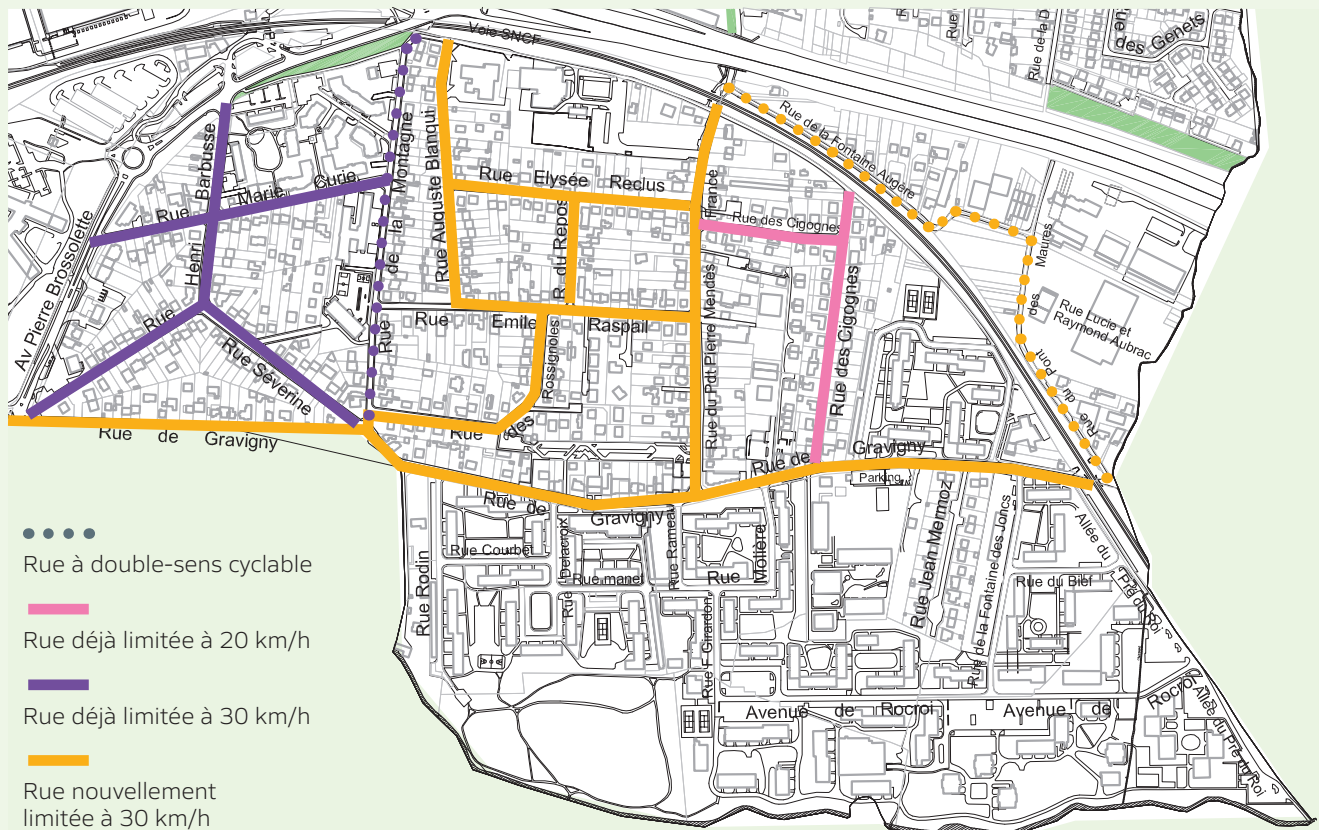 Voie SNCF
des Genets
Rue de la Fontaine Augère
Barbusse
Henri
Rue Marie Curie
Rue de la Montagne
Rue Auguste Blanqui
Rue Elysée Reclus
R. du Repos
France
Rue des Cigognes
Maures
des
Pont
du
Rue
Rue Lucie et
Raymond Aubrac
Av Pierre Brossolette
Rue
Rue Séverine
Rue Emile Raspail
Rossignoles
Rue des
Rue du Pdt Pierre Mendès
Rue des Cigognes
Rue de Gravigny
Rue de Gravigny
Rue de Gravigny
Parking
Rue Rodin
Rue Courbet
Rue Delacroix
Rue manet
Rue Rameau
Rue Molière
Rue F. Girardon
Rue Jean Mermoz
Rue de la Fontaine des Joncs
Rue du Bief
Allée du Pré du Roi
Avenue de Rocroi
Avenue de Rocroi
Allée du Pré du Roi
Rue à double-sens cyclable
Rue déjà limitée à 20 km/h
Rue déjà limitée à 30 km/h
Rue nouvellement
limitée à 30 km/h